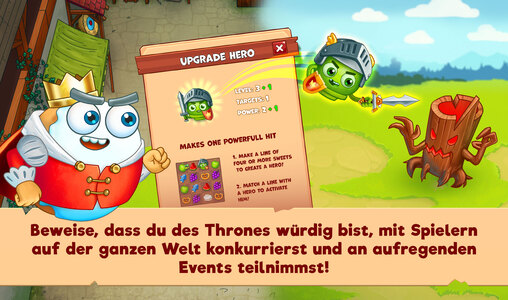 UPGRADE HERO
LEVEL: 3 + 1
TARGETS: 1
POWER: 2 + 1
MAKES ONE POWERFULL HIT
1. MAKE A LINE OF
FOUR OR MORE SWEETS
TO CREATE A HERO!
2. MATCH A LINE WITH
A HERO TO ACTIVATE
HIM!
Beweise, dass du des Thrones würdig bist, mit Spielern
auf der ganzen Welt konkurrierst und an aufregenden
Events teilnimmst!